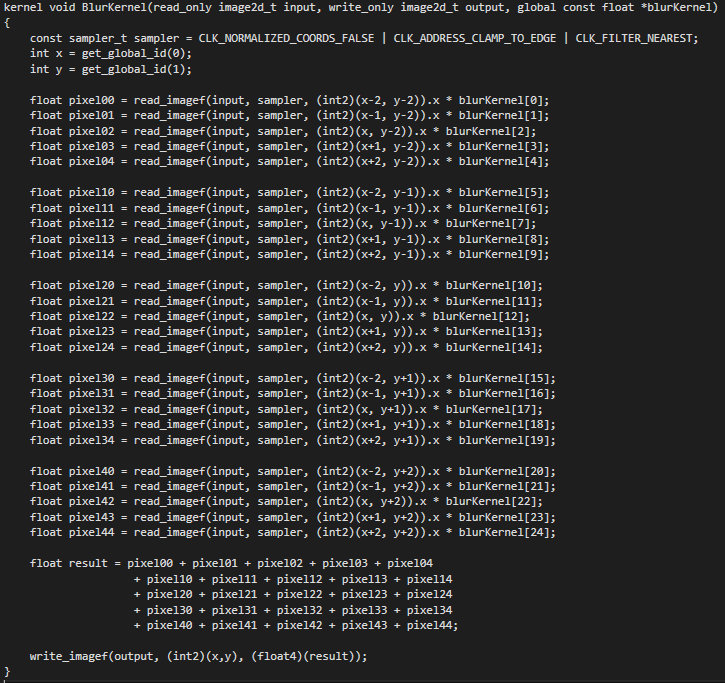 kernel void BlurKernel(read_only image2d_t input, write_only image2d_t output, global const float *blurKernel)
{
    const sampler_t sampler = CLK_NORMALIZED_COORDS_FALSE | CLK_ADDRESS_CLAMP_TO_EDGE | CLK_FILTER_NEAREST;
    int x = get_global_id(0);
    int y = get_global_id(1);

    float pixel00 = read_imagef(input, sampler, (int2)(x-2, y-2)).x * blurKernel[0];
    float pixel01 = read_imagef(input, sampler, (int2)(x-1, y-2)).x * blurKernel[1];
    float pixel02 = read_imagef(input, sampler, (int2)(x, y-2)).x * blurKernel[2];
    float pixel03 = read_imagef(input, sampler, (int2)(x+1, y-2)).x * blurKernel[3];
    float pixel04 = read_imagef(input, sampler, (int2)(x+2, y-2)).x * blurKernel[4];

    float pixel10 = read_imagef(input, sampler, (int2)(x-2, y-1)).x * blurKernel[5];
    float pixel11 = read_imagef(input, sampler, (int2)(x-1, y-1)).x * blurKernel[6];
    float pixel12 = read_imagef(input, sampler, (int2)(x, y-1)).x * blurKernel[7];
    float pixel13 = read_imagef(input, sampler, (int2)(x+1, y-1)).x * blurKernel[8];
    float pixel14 = read_imagef(input, sampler, (int2)(x+2, y-1)).x * blurKernel[9];

    float pixel20 = read_imagef(input, sampler, (int2)(x-2, y)).x * blurKernel[10];
    float pixel21 = read_imagef(input, sampler, (int2)(x-1, y)).x * blurKernel[11];
    float pixel22 = read_imagef(input, sampler, (int2)(x, y)).x * blurKernel[12];
    float pixel23 = read_imagef(input, sampler, (int2)(x+1, y)).x * blurKernel[13];
    float pixel24 = read_imagef(input, sampler, (int2)(x+2, y)).x * blurKernel[14];

    float pixel30 = read_imagef(input, sampler, (int2)(x-2, y+1)).x * blurKernel[15];
    float pixel31 = read_imagef(input, sampler, (int2)(x-1, y+1)).x * blurKernel[16];
    float pixel32 = read_imagef(input, sampler, (int2)(x, y+1)).x * blurKernel[17];
    float pixel33 = read_imagef(input, sampler, (int2)(x+1, y+1)).x * blurKernel[18];
    float pixel34 = read_imagef(input, sampler, (int2)(x+2, y+1)).x * blurKernel[19];

    float pixel40 = read_imagef(input, sampler, (int2)(x-2, y+2)).x * blurKernel[20];
    float pixel41 = read_imagef(input, sampler, (int2)(x-1, y+2)).x * blurKernel[21];
    float pixel42 = read_imagef(input, sampler, (int2)(x, y+2)).x * blurKernel[22];
    float pixel43 = read_imagef(input, sampler, (int2)(x+1, y+2)).x * blurKernel[23];
    float pixel44 = read_imagef(input, sampler, (int2)(x+2, y+2)).x * blurKernel[24];

    float result = pixel00 + pixel01 + pixel02 + pixel03 + pixel04
                    + pixel10 + pixel11 + pixel12 + pixel13 + pixel14
                    + pixel20 + pixel21 + pixel22 + pixel23 + pixel24
                    + pixel30 + pixel31 + pixel32 + pixel33 + pixel34
                    + pixel40 + pixel41 + pixel42 + pixel43 + pixel44;

    write_imagef(output, (int2)(x,y), (float4)(result));
}